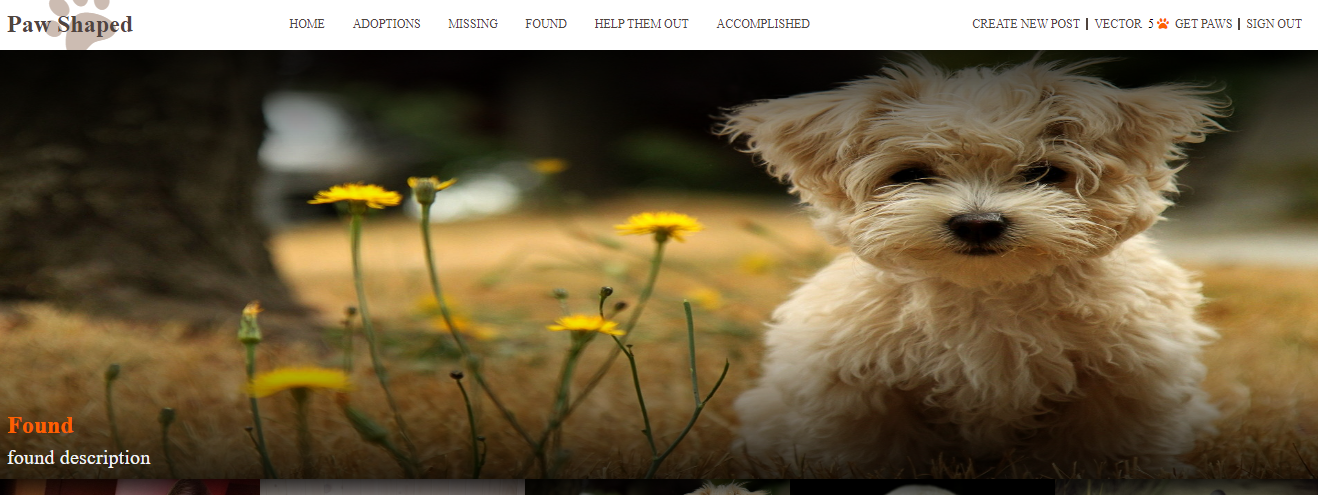 Paw Shaped HOME ADOPTIONS MISSING FOUND HELP THEM OUT ACCOMPLISHED CREATE NEW POST | VECTOR 5 GET PAWS | SIGN OUT
Found
found description